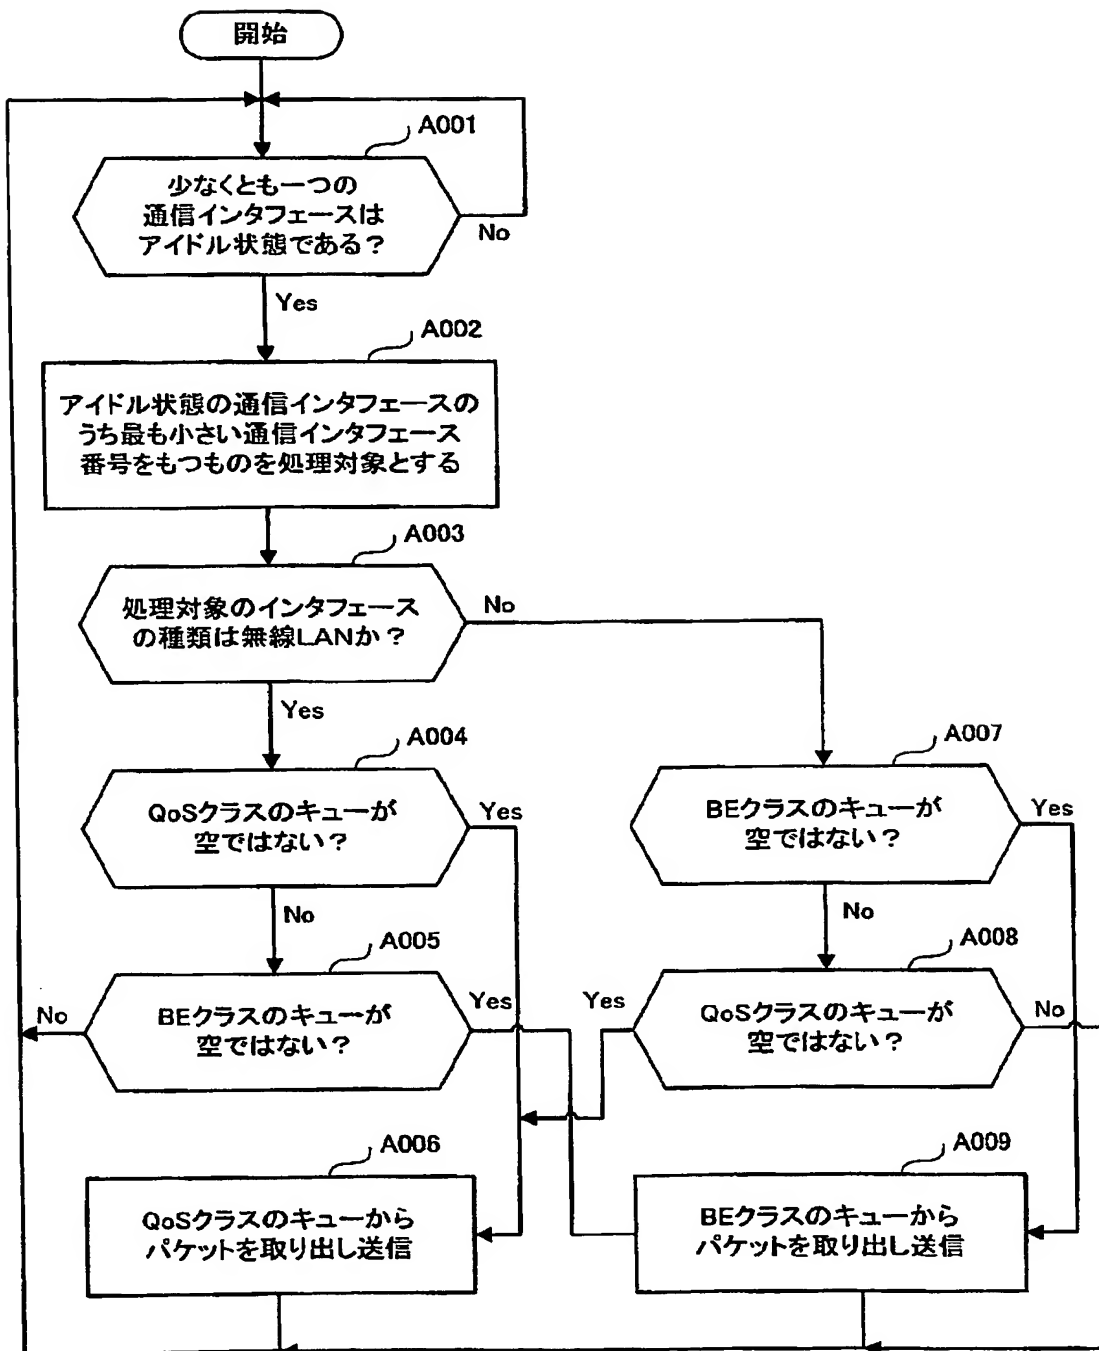 開始
A001
少なくとも一つの
通信インタフェースは
アイドル状態である?
No
Yes
A002
アイドル状態の通信インタフェースの
うち最も小さい通信インタフェース
番号をもつものを処理対象とする
A003
処理対象のインタフェース
の種類は無線LANか?
No
Yes
A004
QoSクラスのキューが
空ではない?
Yes
No
A007
BEクラスのキューが
空ではない?
Yes
No
A005
BEクラスのキューが
空ではない?
No
Yes
A008
QoSクラスのキューが
空ではない?
Yes
No
A006
QoSクラスのキューから
パケットを取り出し送信
A009
BEクラスのキューから
パケットを取り出し送信